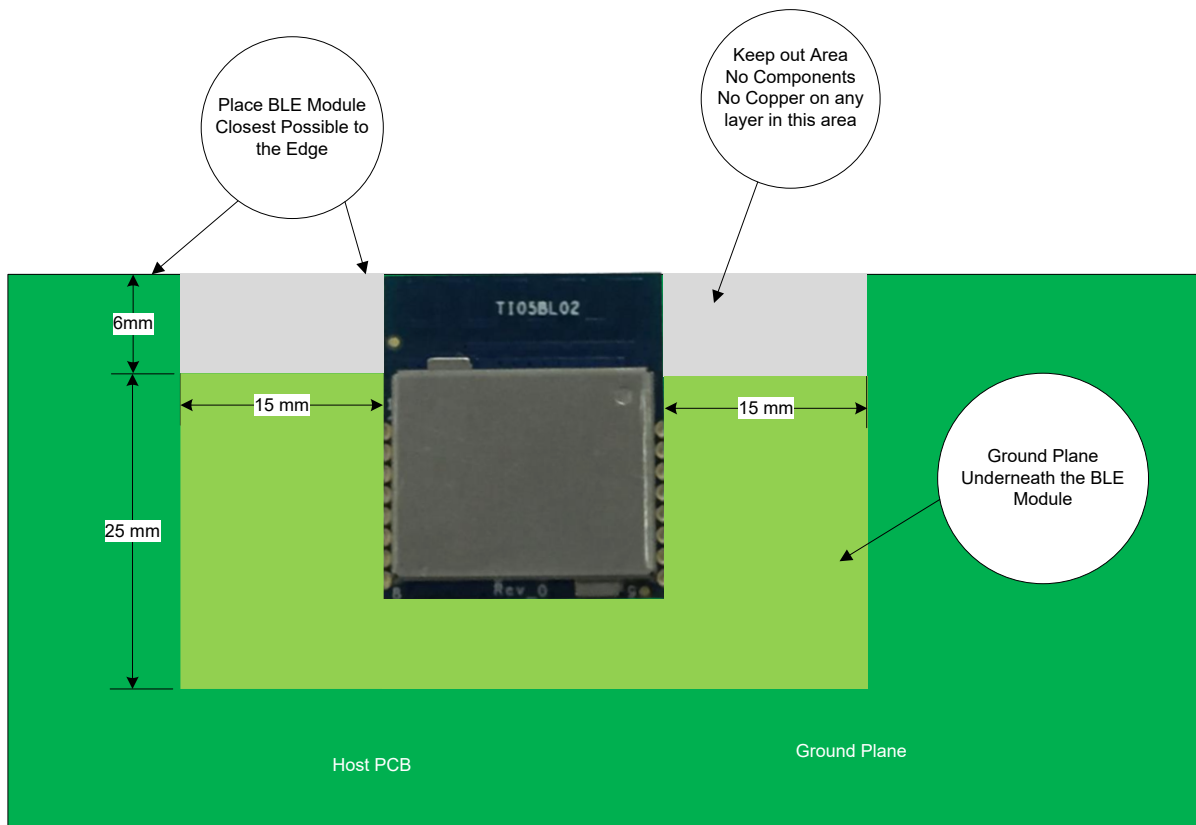 Place BLE Module
Closest Possible to
the Edge
Keep out Area
No Components
No Copper on any
layer in this area
TI05BL02
6mm
15 mm
15 mm
25 mm
Ground Plane
Underneath the BLE
Module
Rev_0
Host PCB
Ground Plane